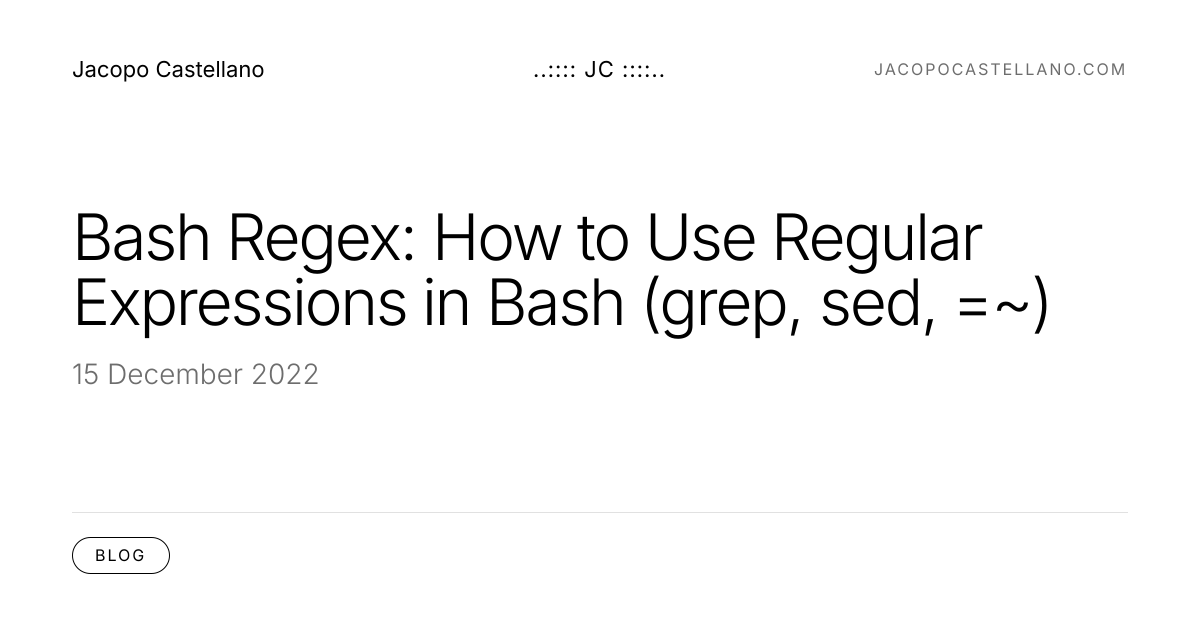 Jacopo Castellano
..:::: JC ::::..
JACOPOCASTELLANO.COM
Bash Regex: How to Use Regular
Expressions in Bash (grep, sed, =~)
15 December 2022
BLOG